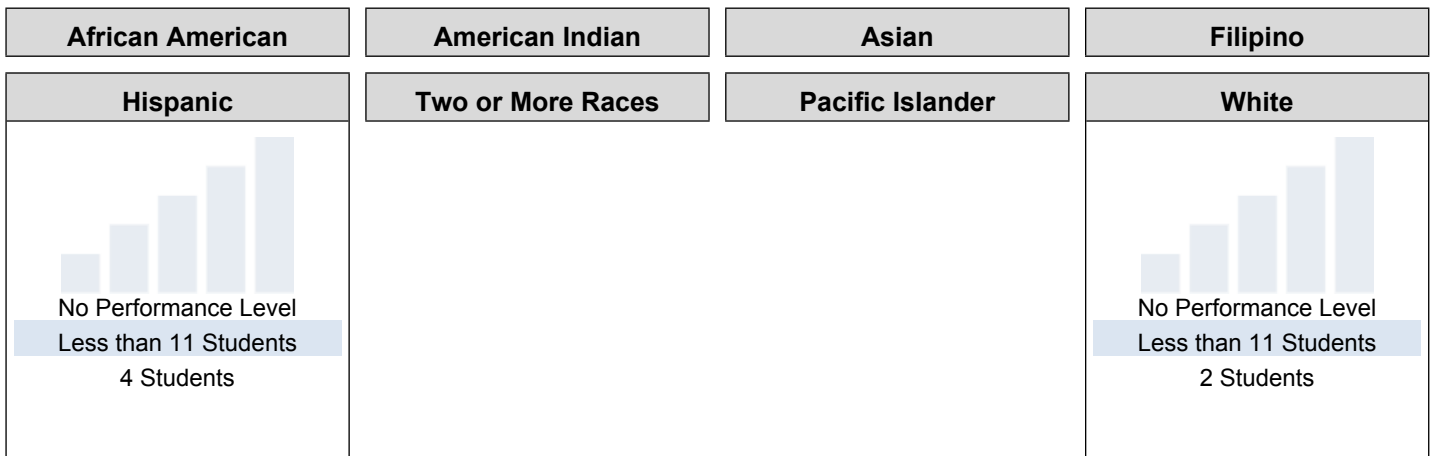 African American
American Indian
Asian
Filipino
Hispanic
Two or More Races
Pacific Islander
White
No Performance Level
Less than 11 Students
4 Students
No Performance Level
Less than 11 Students
2 Students